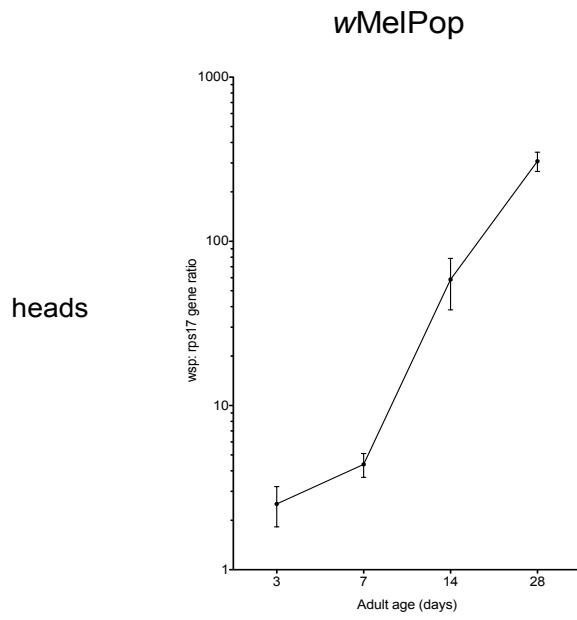 wMelPop
1000
100
heads
wsp: rps17 gene ratio
10
1
3 7 14 28
Adult age (days)